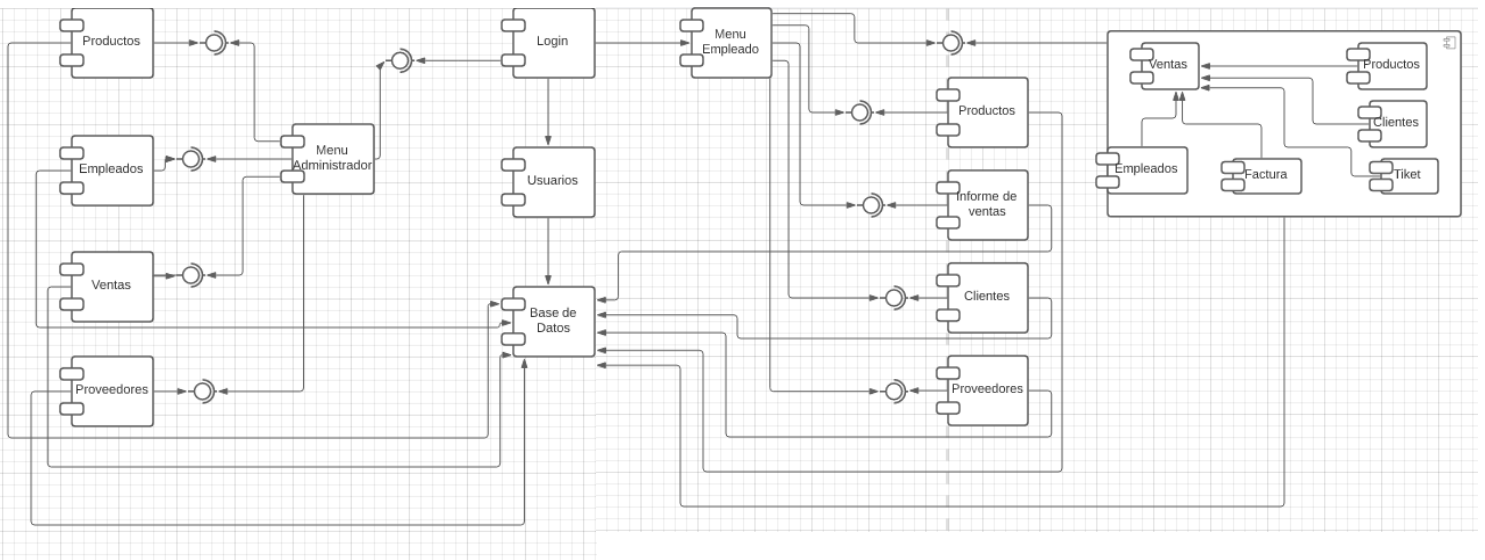 Productos
Login
Menu
Empleado
Ventas
Productos
Productos
Clientes
Menu
Administrador
Empleados
Usuarios
Empleados
Factura
Tiket
Informe de
ventas
Ventas
Clientes
Base de
Datos
Proveedores
Proveedores